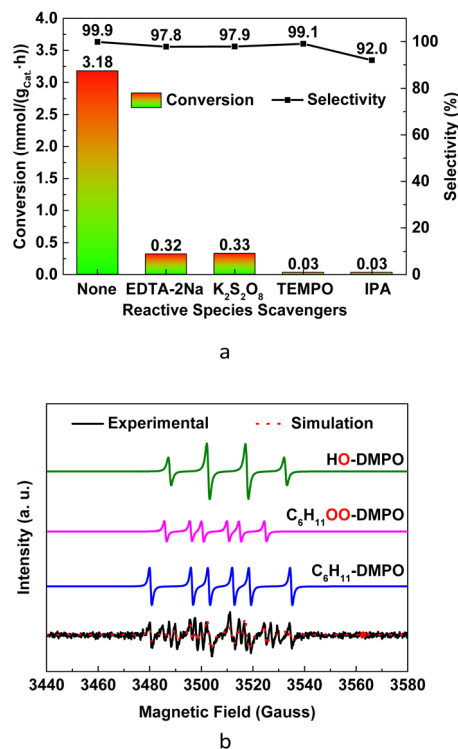 99.9 97.8 97.9 99.1 92.0
4.0
3.5
3.0
2.5
2.0
1.5
1.0
0.5
0.0
Conversion (mmol/(gCat.·h))
3.18
Conversion Selectivity
0.32 0.33 0.03 0.03
100
80
60
40
20
0
Selectivity (%)
None EDTA-2Na K2S2O8 TEMPO IPA
Reactive Species Scavengers
a
Experimental Simulation
HO-DMPO
C6H11OO-DMPO
C6H11-DMPO
Intensity (a. u.)
3440 3460 3480 3500 3520 3540 3560 3580
Magnetic Field (Gauss)
b